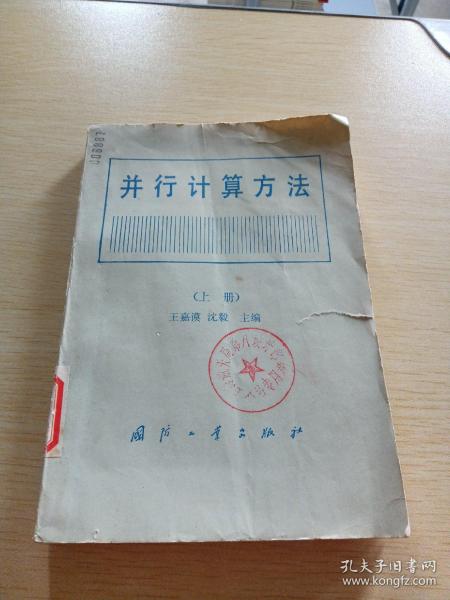 并行计算方法
（上 册）
王嘉漠 沈毅 主编
国防工业出版社
孔夫子旧书网
www.kongfz.com